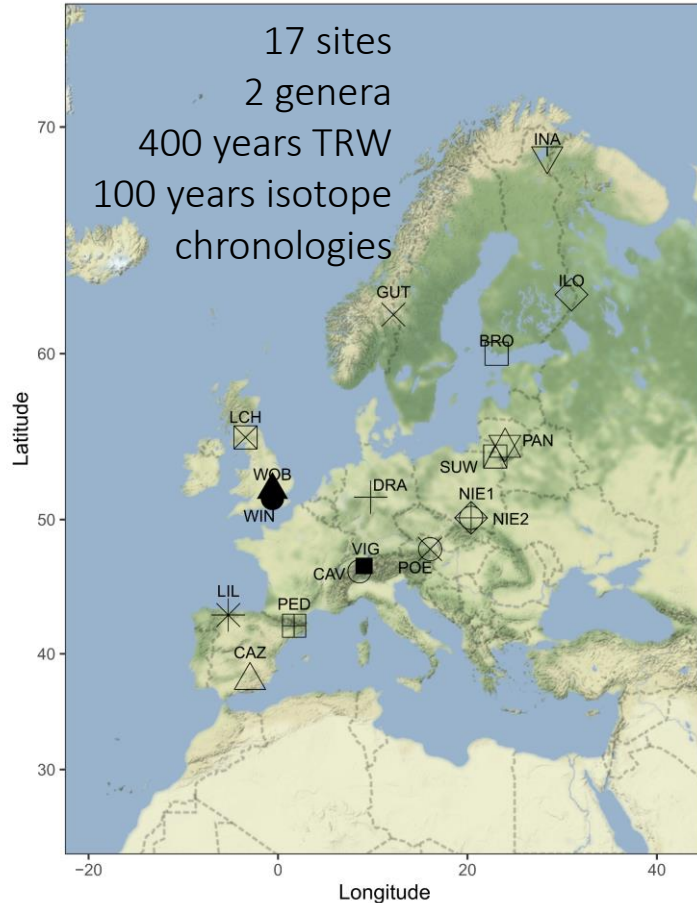 17 sites
2 genera
400 years TRW
100 years isotope
chronologies
70
INA
ILO
GUT
BRO
60
LCH
PAN
WOB
SUW
DRA
NIE1
50
WIN
NIE2
VIG
CAV
POE
LIL
PED
40
CAZ
30
Latitude
−20
0
20
40
Longitude